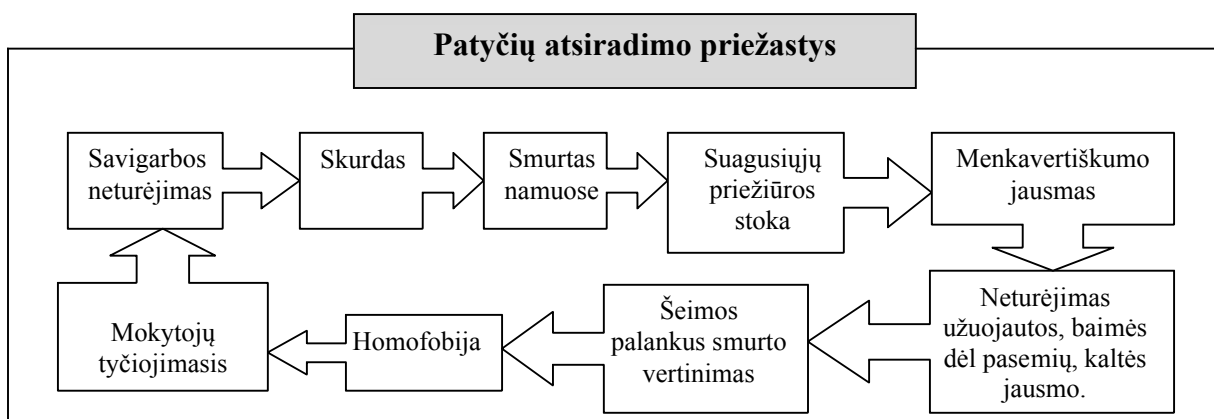 Patyčių atsiradimo priežastys
Savigarbos
neturėjimas
Skurdas
Smurtas
namuose
Suagusiųjų
priežiūros
stoka
Menkavertiškumo
jausmas
Neturėjimas
užuojautos, baimės
dėl pasemių, kaltės
jausmo.
Šeimos
palankus smurto
vertinimas
Homofobija
Mokytojų
tyčiojimasis